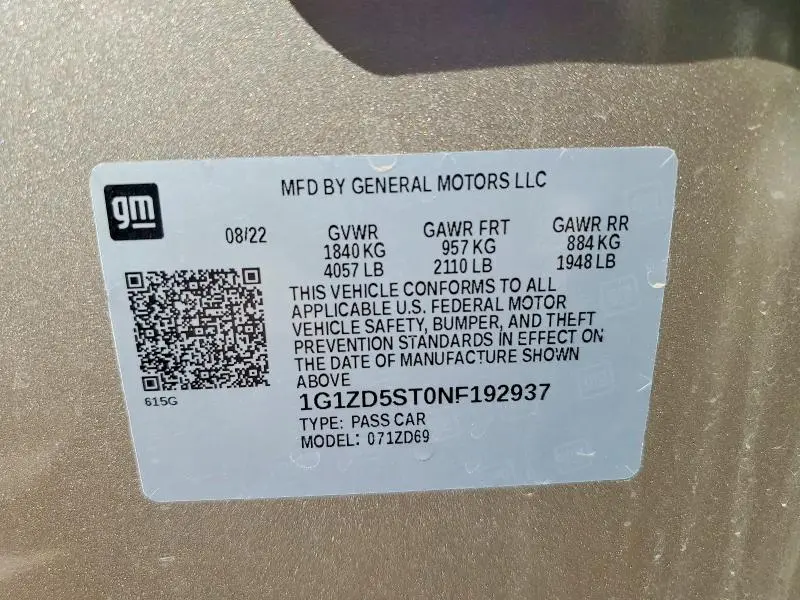 gm
MFD BY GENERAL MOTORS LLC
08/22 GVWR GAWR FRT GAWR RR
1840 KG 957 KG 884 KG
4057 LB 2110 LB 1948 LB
THIS VEHICLE CONFORMS TO ALL
APPLICABLE U.S. FEDERAL MOTOR
VEHICLE SAFETY, BUMPER, AND THEFT
PREVENTION STANDARDS IN EFFECT ON
THE DATE OF MANUFACTURE SHOWN
ABOVE
615G
1G1ZD5ST0NF192937
TYPE: PASS CAR
MODEL: 071ZD69